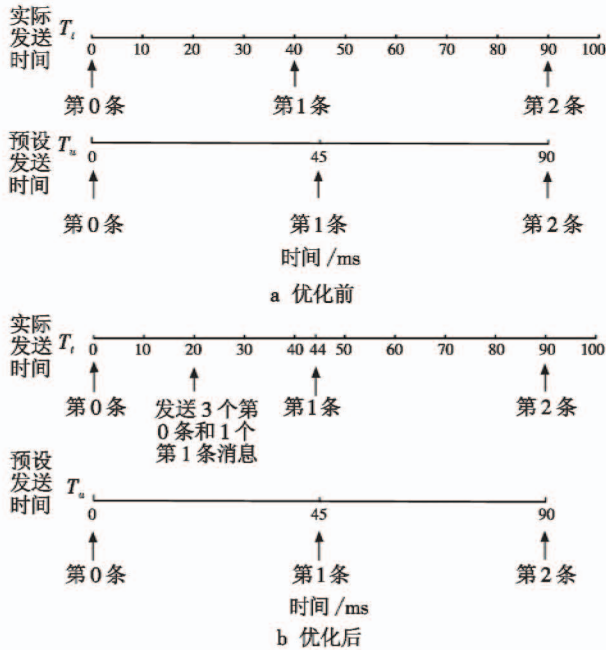 实际
发送 T_t
时间
0 10 20 30 40 50 60 70 80 90 100
第0条 第1条 第2条
预设
发送 T_u
时间
0 45 90
第0条 第1条 第2条
时间/ms
a 优化前
实际
发送 T_t
时间
0 10 20 30 40 44 50 60 70 80 90 100
第0条 发送3个第 第1条 第2条
0条和1个
第1条消息
预设
发送 T_u
时间
0 45 90
第0条 第1条 第2条
时间/ms
b 优化后